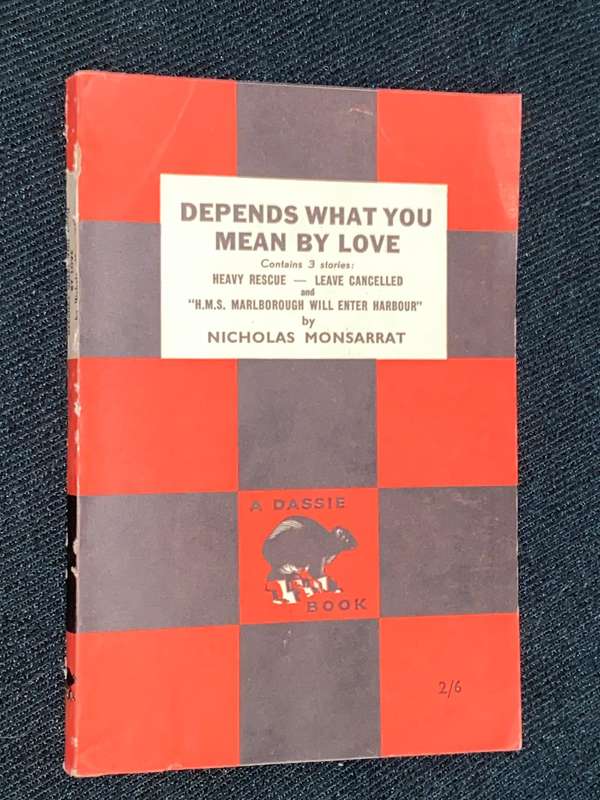 DEPENDS WHAT YOU
MEAN BY LOVE
Contains 3 stories:
HEAVY RESCUE — LEAVE CANCELLED
and
"H.M.S. MARLBOROUGH WILL ENTER HARBOUR"
by
NICHOLAS MONSARRAT
A DASSIE
BOOK
2/6